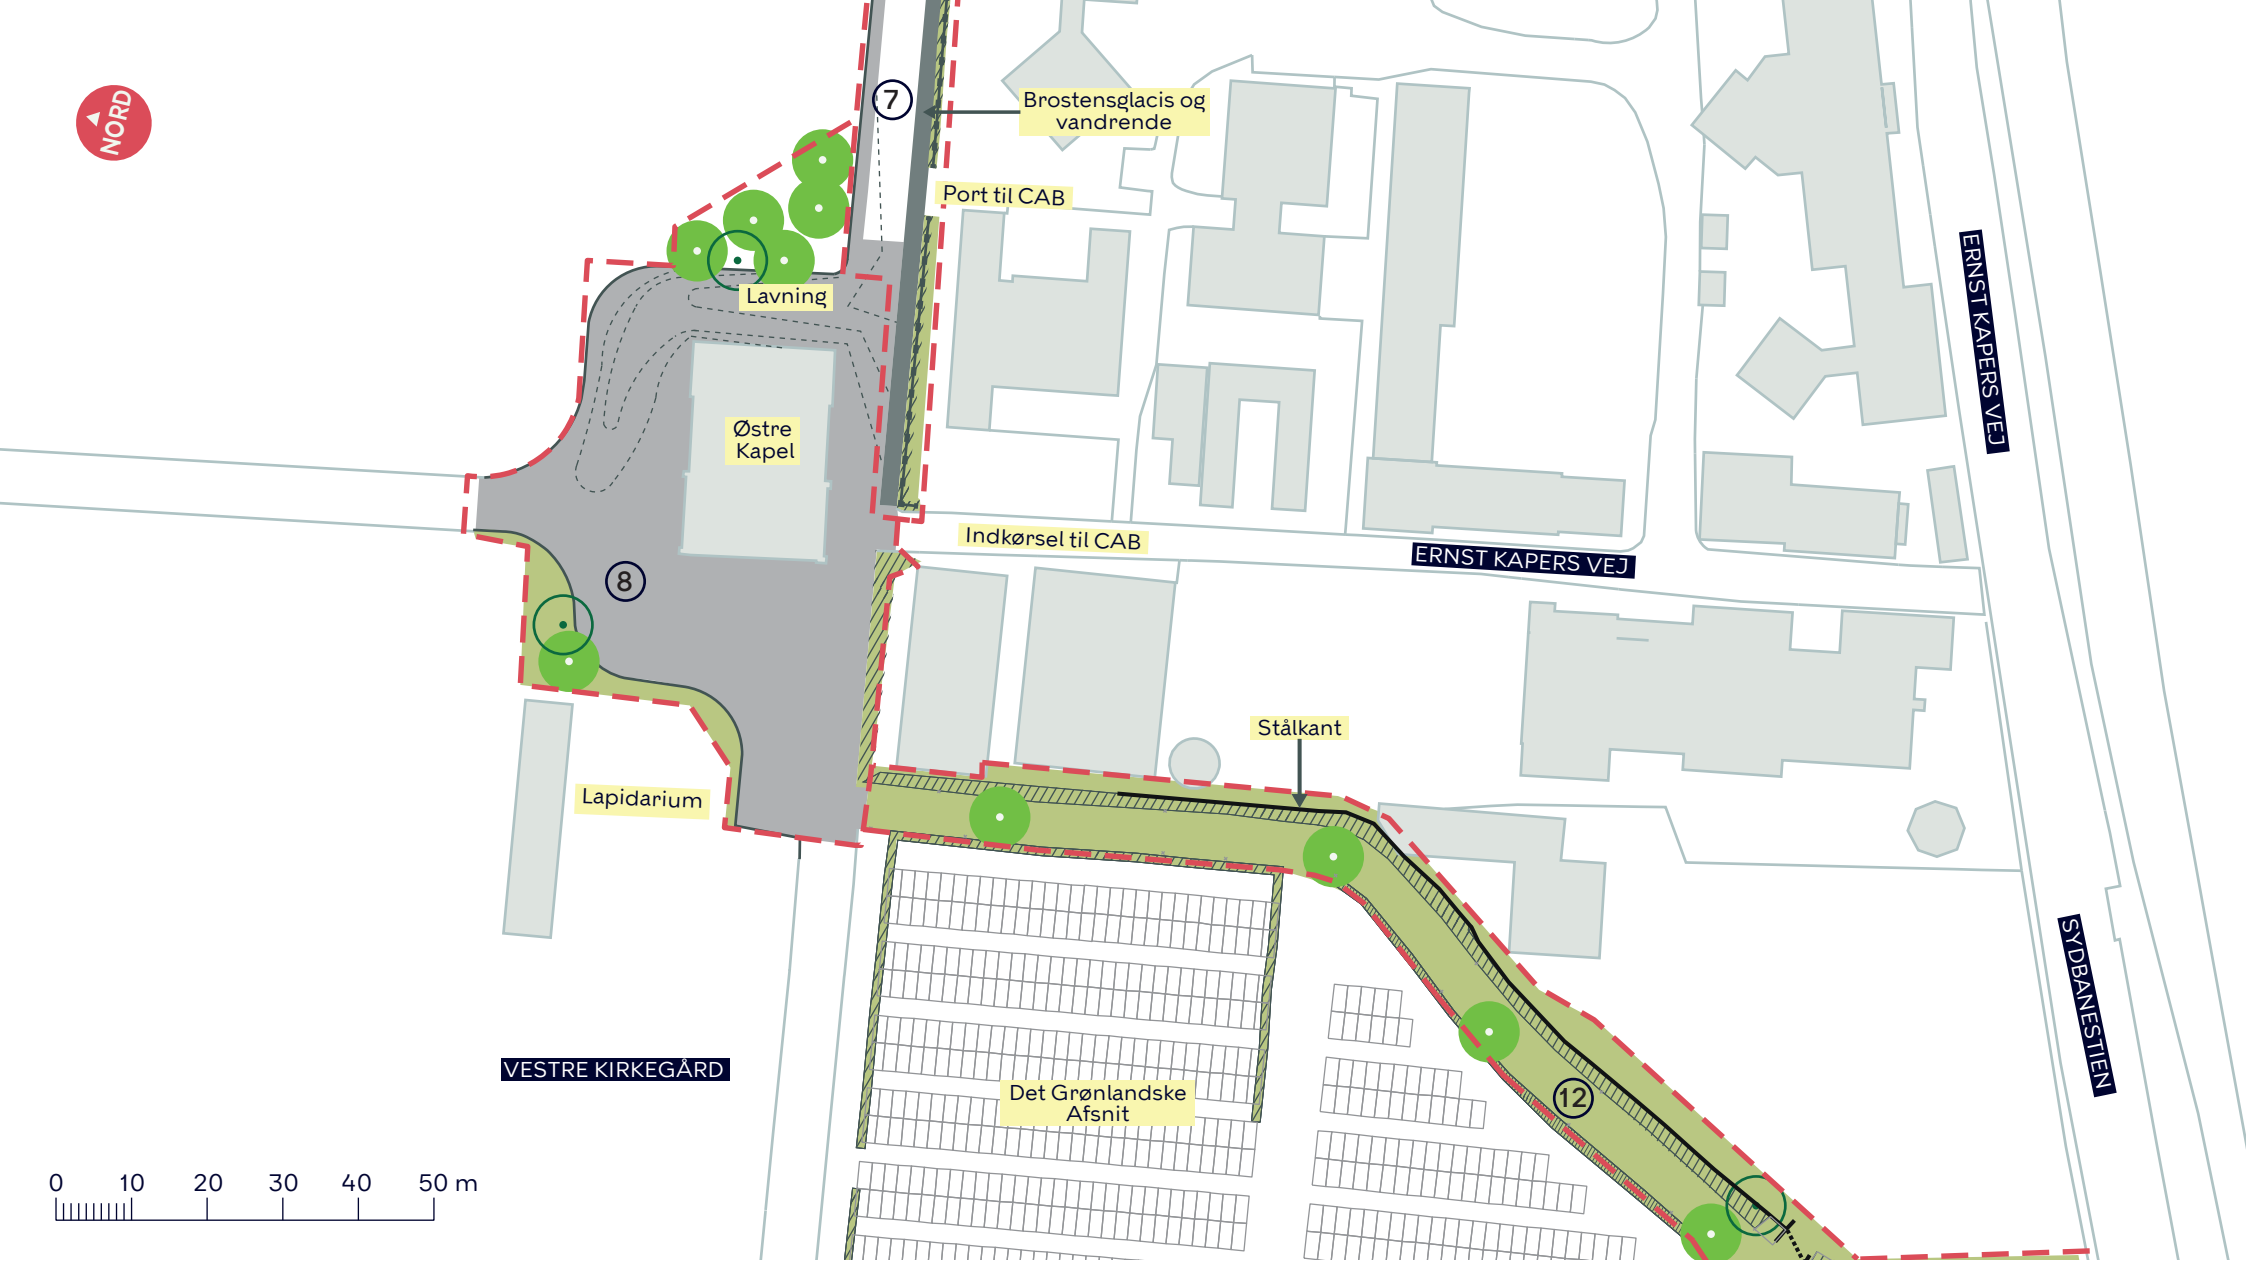 NORD
7
Brostensglacis og
vandrende
Port til CAB
Lavning
ERNST KAPERS VEJ
Østre
Kapel
Indkørsel til CAB
ERNST KAPERS VEJ
8
Stålkant
Lapidarium
SYDBANESTIEN
VESTRE KIRKEGÅRD
Det Grønlandske
Afsnit
12
0 10 20 30 40 50 m